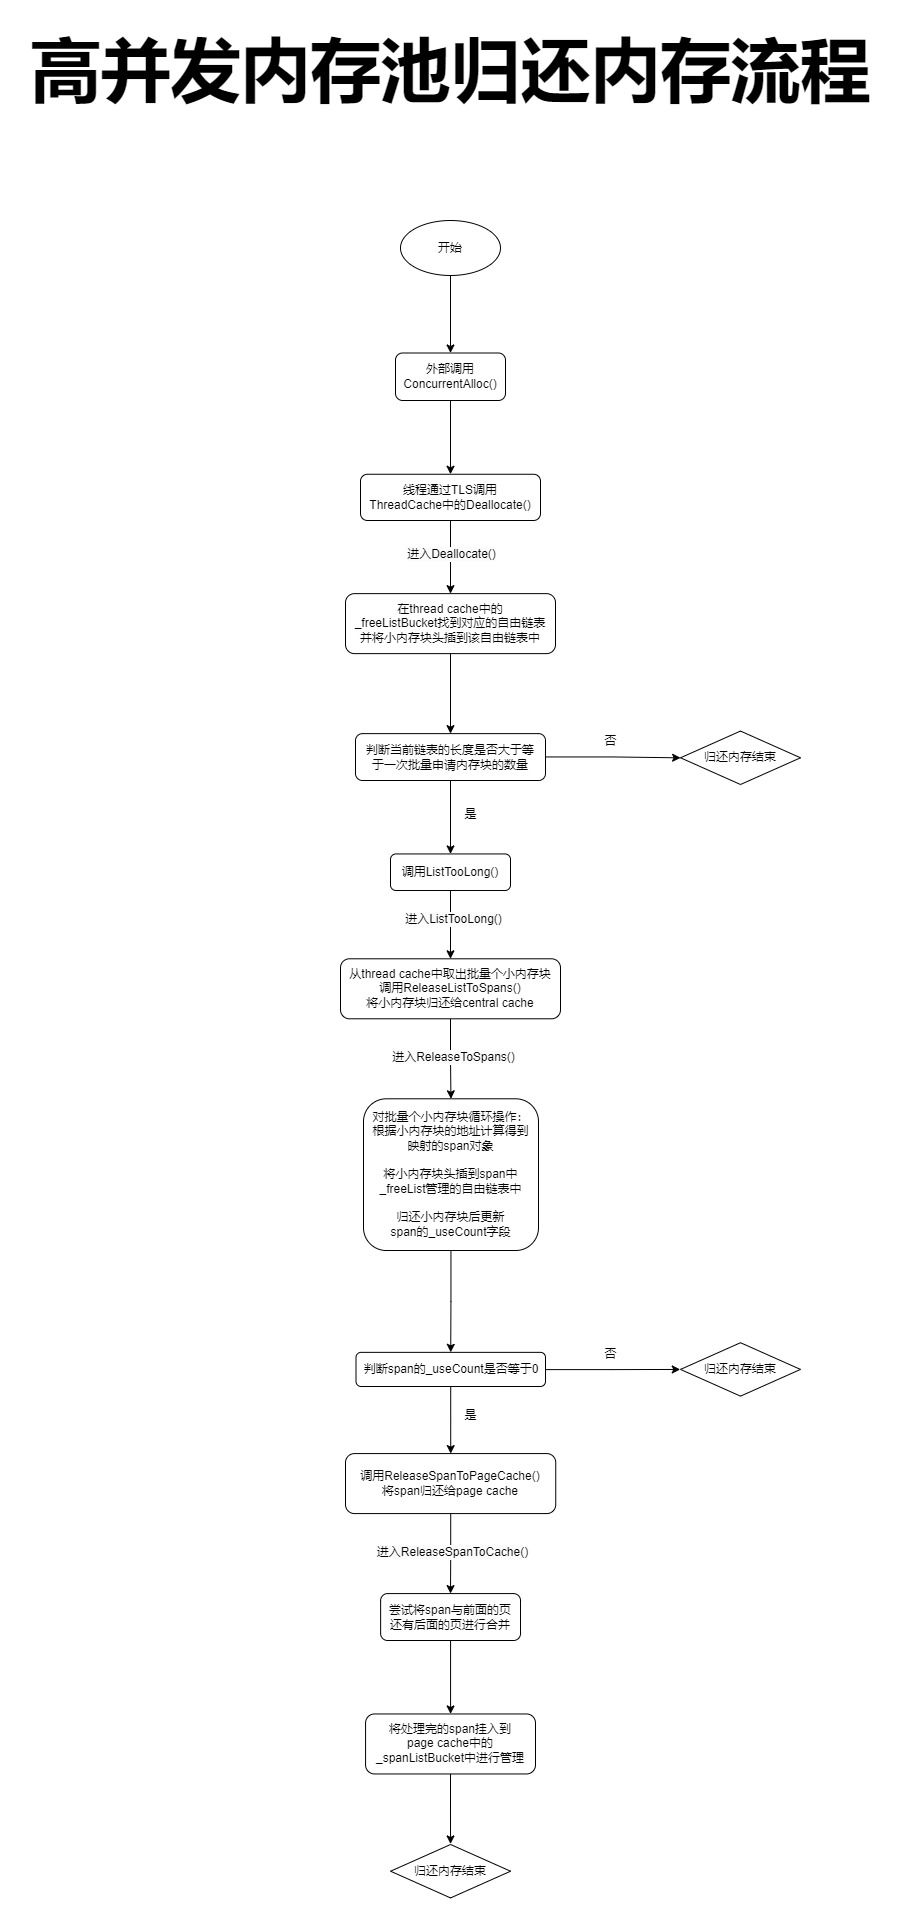 高并发内存池归还内存流程
开始
外部调用
ConcurrentAlloc()
线程通过TLS调用
ThreadCache中的Deallocate()
进入Deallocate()
在thread cache中的
_freeListBucket找到对应的自由链表
并将小内存块头插到该自由链表中
判断当前链表的长度是否大于等
于一次批量申请内存块的数量
否
归还内存结束
是
调用ListTooLong()
进入ListTooLong()
从thread cache中取出批量个小内存块
调用ReleaseListToSpans()
将小内存块归还给central cache
进入ReleaseToSpans()
对批量个小内存块循环操作:
根据小内存块的地址计算得到
映射的span对象
将小内存块头插到span中
_freeList管理的自由链表中
归还小内存块后更新
span的_useCount字段
判断span的_useCount是否等于0
否
归还内存结束
是
调用ReleaseSpanToPageCache()
将span归还给page cache
进入ReleaseSpanToCache()
尝试将span与前面的页
还有后面的页进行合并
将处理完的span挂入到
page cache中的
_spanListBucket中进行管理
归还内存结束